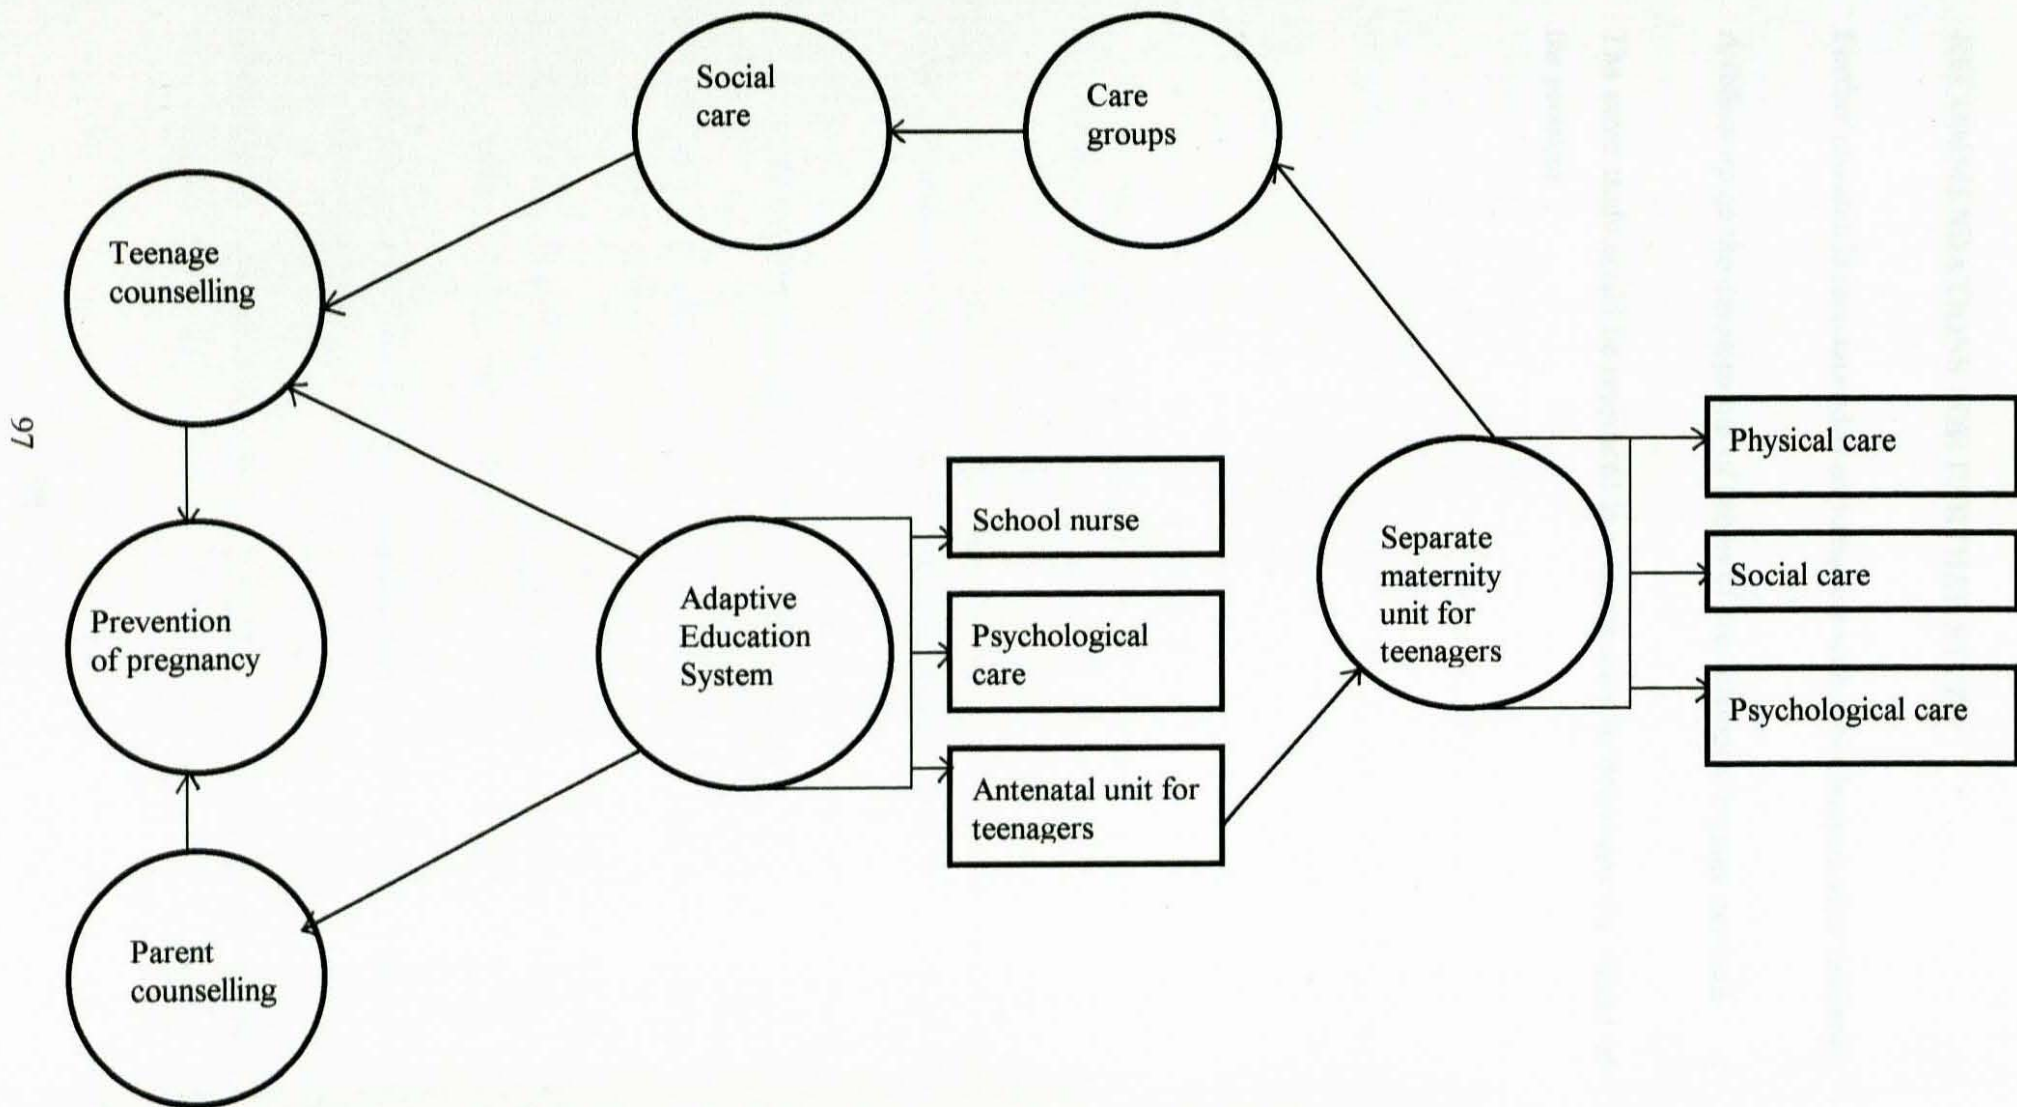 Social
care
Care
groups
Teenage
counselling
Physical care
School nurse
Separate
maternity
unit for
teenagers
Social care
Adaptive
Education
System
Psychological
care
Prevention
of pregnancy
Psychological care
Antenatal unit for
teenagers
Parent
counselling
97